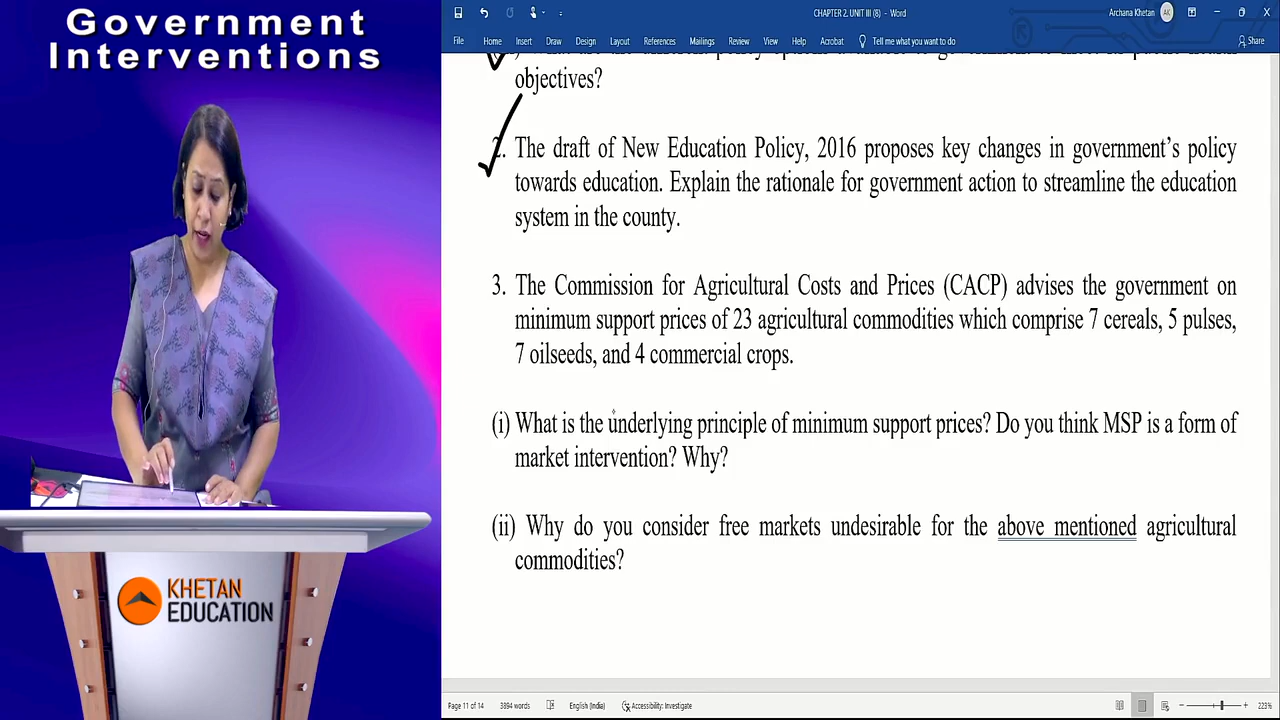 Government
Interventions
CHAPTER 2. UNIT III (8) - Word
Archana Khetan AK
File Home Insert Draw Design Layout References Mailings Review View Help Acrobat Tell me what you want to do Share
objectives?
2. The draft of New Education Policy, 2016 proposes key changes in government's policy
towards education. Explain the rationale for government action to streamline the education
system in the county.
3. The Commission for Agricultural Costs and Prices (CACP) advises the government on
minimum support prices of 23 agricultural commodities which comprise 7 cereals, 5 pulses,
7 oilseeds, and 4 commercial crops.
(i) What is the underlying principle of minimum support prices? Do you think MSP is a form of
market intervention? Why?
(ii) Why do you consider free markets undesirable for the above mentioned agricultural
commodities?
KHETAN
EDUCATION
Page 11 of 14 3894 words English (India) Accessibility: Investigate 223%